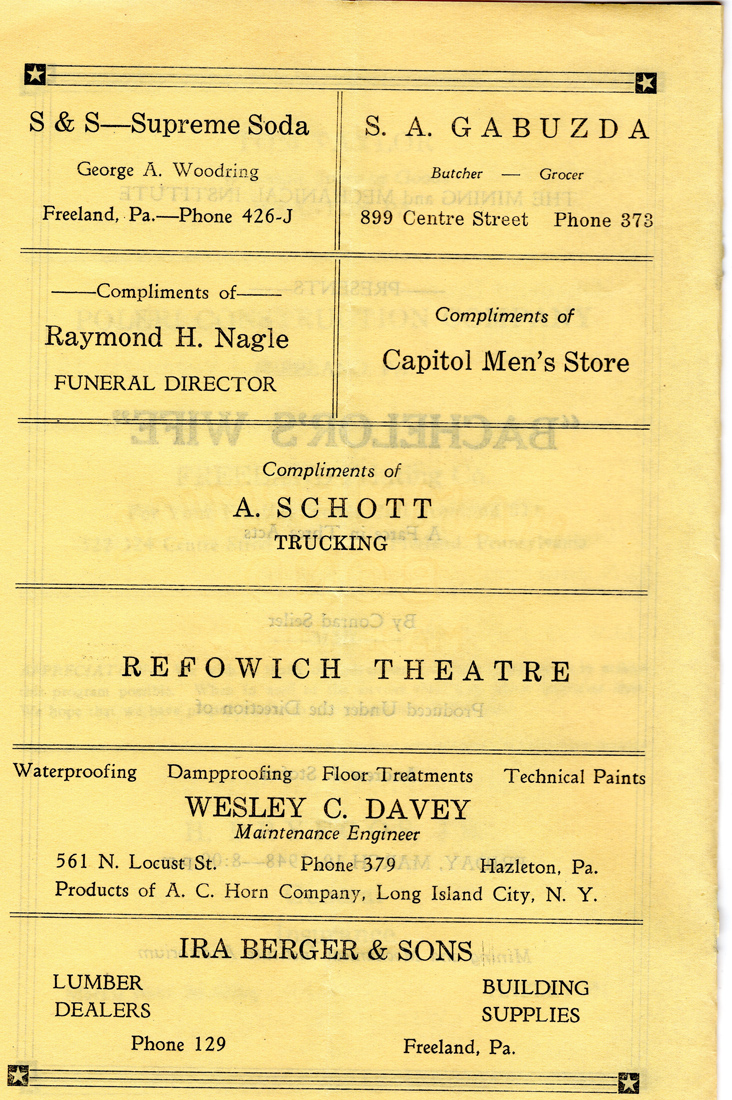 S & S—Supreme Soda
George A. Woodring
Freeland, Pa.—Phone 426-J
S. A. GABUZDA
Butcher — Grocer
899 Centre Street Phone 373
——Compliments of——
Raymond H. Nagle
FUNERAL DIRECTOR
Compliments of
Capitol Men's Store
Compliments of
A. SCHOTT
TRUCKING
REFOWICH THEATRE
Waterproofing Dampproofing Floor Treatments Technical Paints
WESLEY C. DAVEY
Maintenance Engineer
561 N. Locust St. Phone 379 Hazleton, Pa.
Products of A. C. Horn Company, Long Island City, N. Y.
IRA BERGER & SONS
LUMBER DEALERS
BUILDING SUPPLIES
Phone 129 Freeland, Pa.